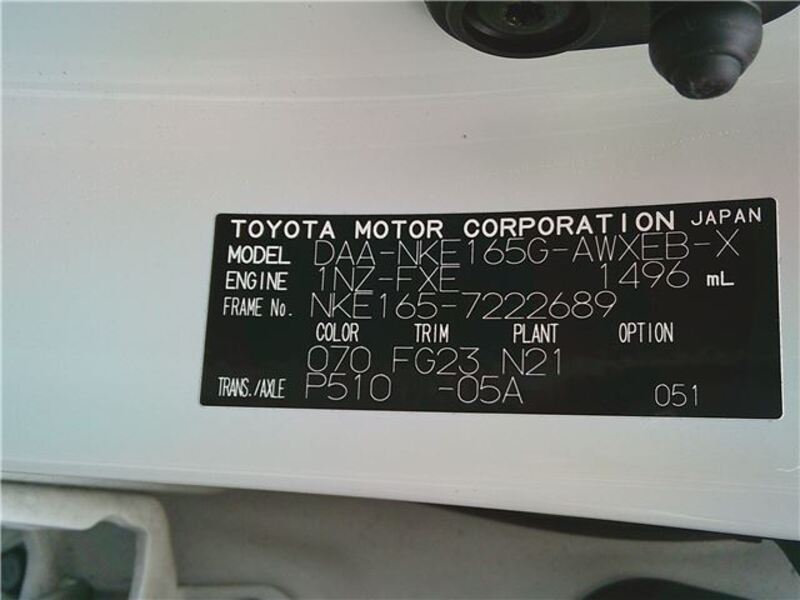 TOYOTA MOTOR CORPORATION JAPAN
MODEL DAA-NKE165G-AWXEB-X
ENGINE 1NZ-FXE 1496 mL
FRAME No. NKE165-7222689
COLOR TRIM PLANT OPTION
070 FG23 N21
TRANS./AXLE P510 -05A 051